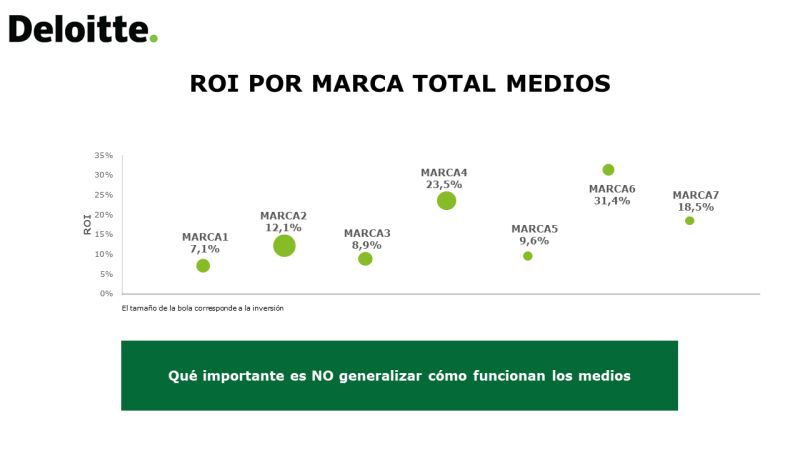 Deloitte.
ROI POR MARCA TOTAL MEDIOS
35%
30%
25%
20%
15%
10%
5%
0%
ROI
MARCA1
7,1%
MARCA2
12,1%
MARCA3
8,9%
MARCA4
23,5%
MARCA5
9,6%
MARCA6
31,4%
MARCA7
18,5%
El tamaño de la bola corresponde a la inversión
Qué importante es NO generalizar cómo funcionan los medios